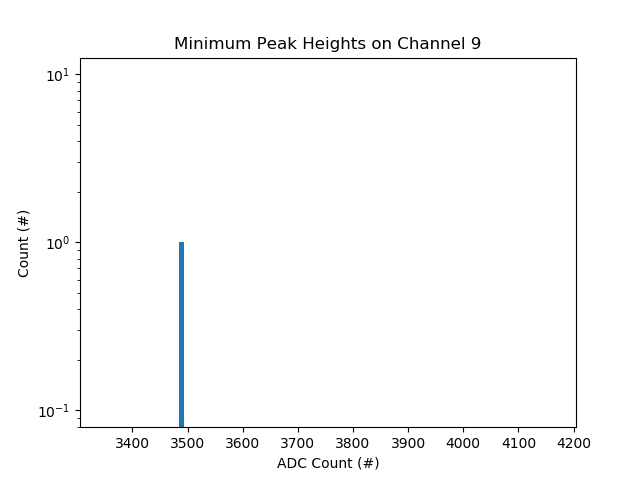 Minimum Peak Heights on Channel 9
10¹
10⁰
10⁻¹
Count (#)
3400 3500 3600 3700 3800 3900 4000 4100 4200
ADC Count (#)